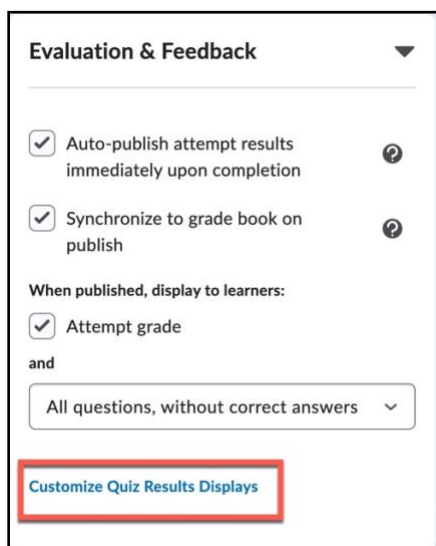 Evaluation & Feedback
Auto-publish attempt results
immediately upon completion
Synchronize to grade book on
publish
When published, display to learners:
Attempt grade
and
All questions, without correct answers
Customize Quiz Results Displays